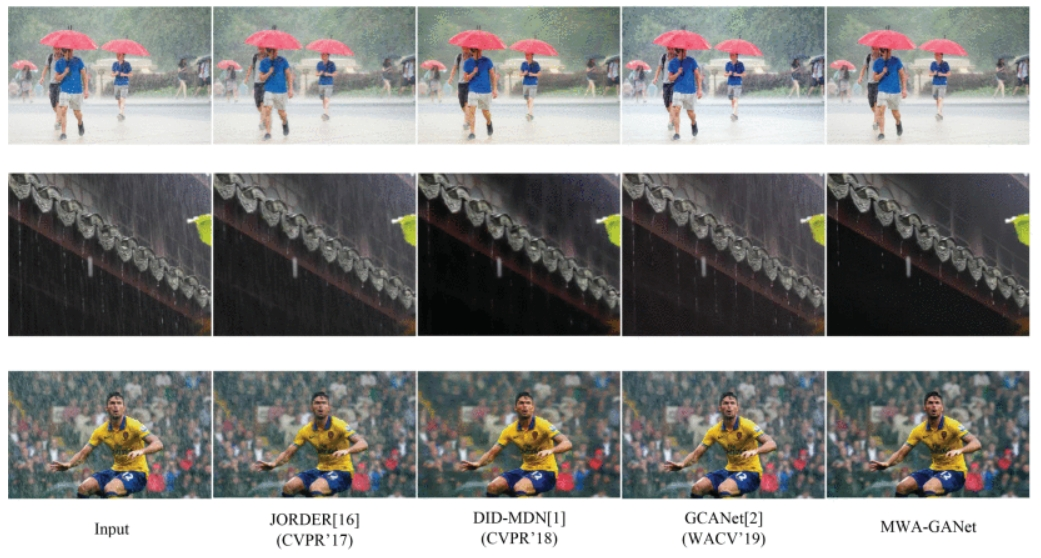 Input
JORDER[16]
(CVPR'17)
DID-MDN[1]
(CVPR'18)
GCANet[2]
(WACV'19)
MWA-GANet